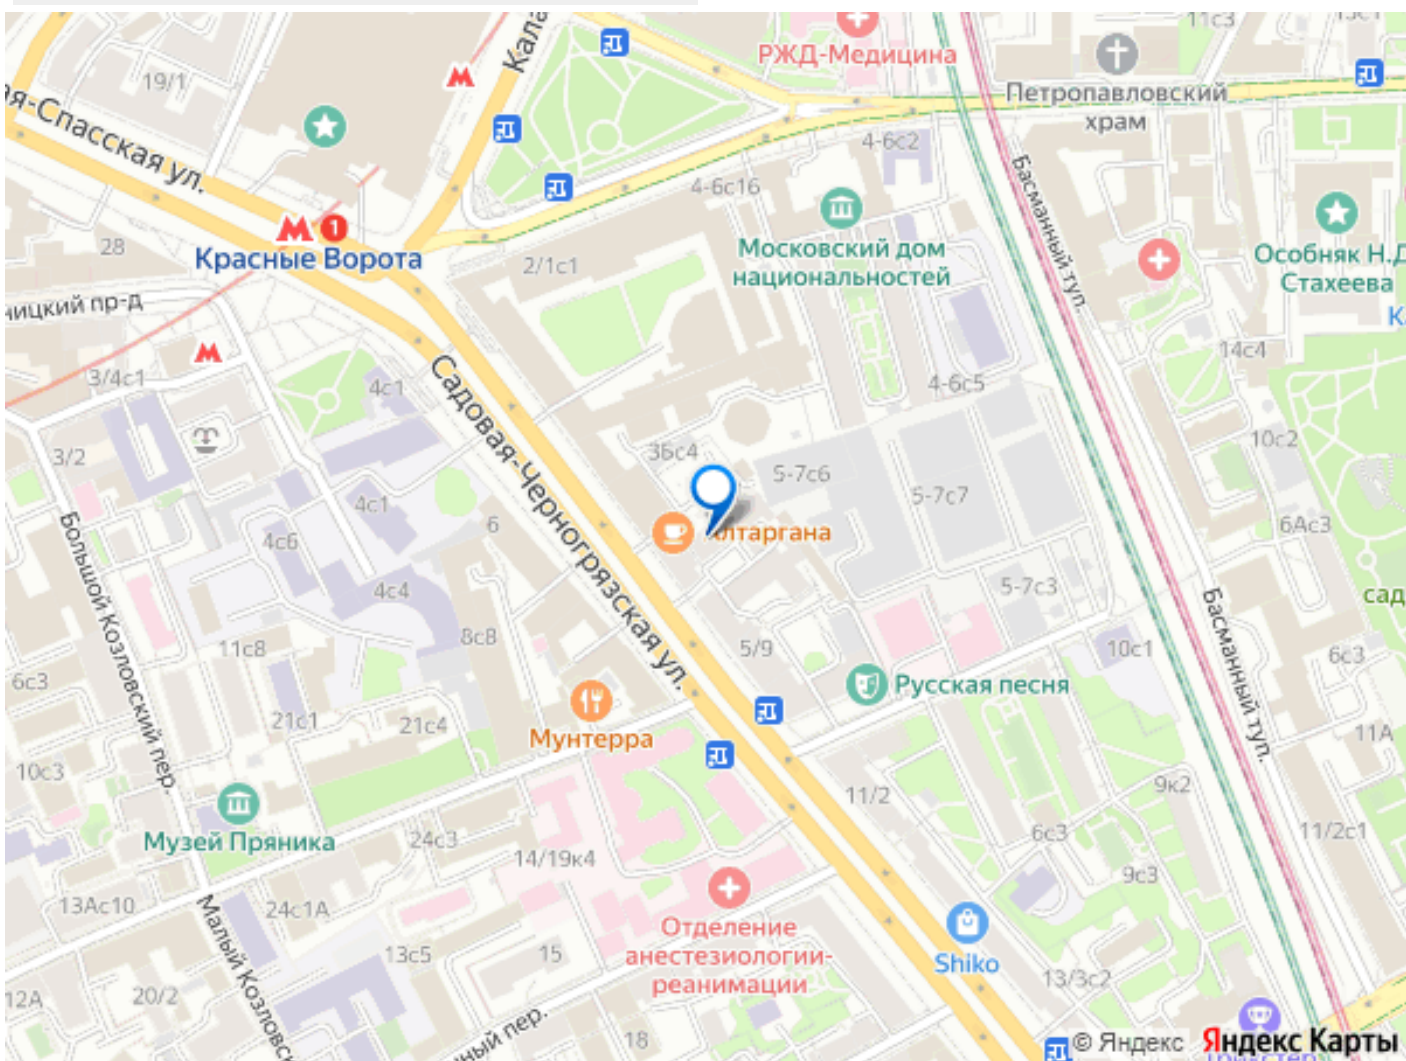 11с3
13с1
РЖД-Медицина
Кала
19/1
ая-Спасская ул.
Петропавловский
храм
4-6с2
Басманный туп.
4-6с16
28
1
Красные Ворота
2/1с1
Московский дом
национальностей
Особняк Н.Д
Стахеева
К
ницкий пр-д
14с4
3/4с1
4с1
Садовая-Черногрязская ул.
4-6с5
10с2
3/2
3Бс4
5-7с6
5-7с7
4с1
6
6Ас3
Алтаргана
4с6
Большой Козловский пер.
4с4
5-7с3
Басманный туп.
сад
8с8
11с8
5/9
10с1
6с3
6с3
Русская песня
21с1
21с4
Мунтерра
11А
10с3
9к2
11/2
Музей Пряника
24с3
6с3
11/2с1
14/19к4
9с3
13Ас10
24с1А
Малый Козловс
Отделение
анестезиологии-
реанимации
13с5
15
Shiko
13/3с2
12А
20/2
ный пер.
18
© Яндекс
Яндекс Карты